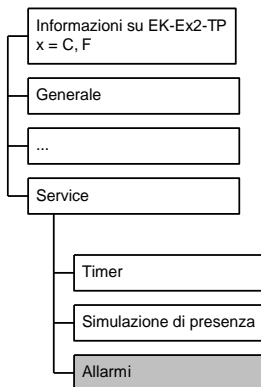 Informazioni su EK-Ex2-TP
x = C, F
Generale
...
Service
Timer
Simulazione di presenza
Allarmi